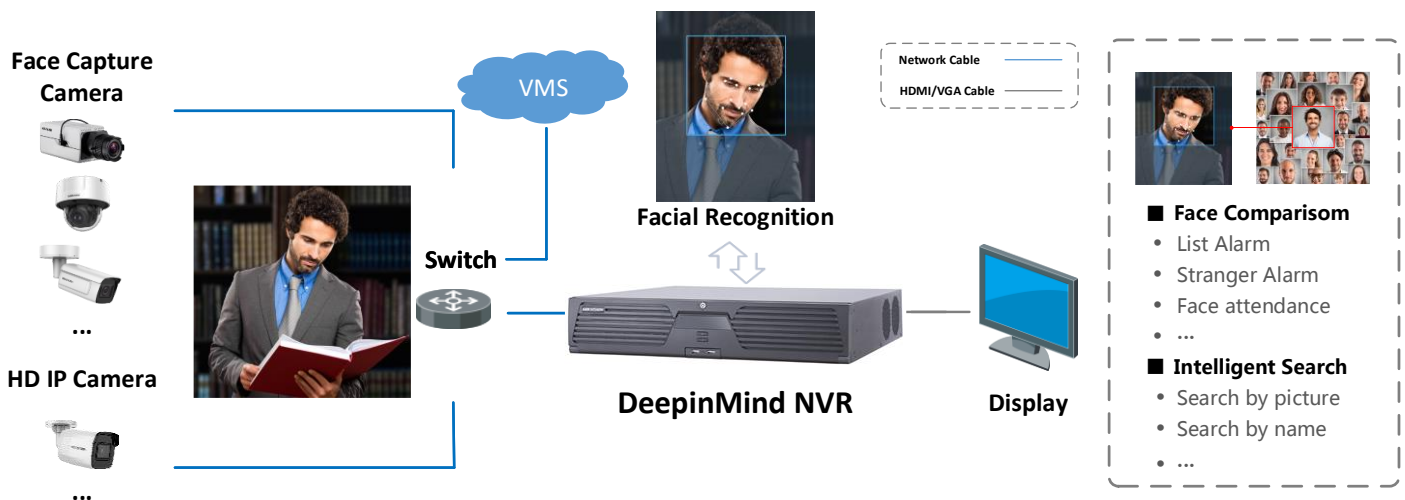 Face Capture
Camera
...
HD IP Camera
...
VMS
Switch
Facial Recognition
DeepinMind NVR
Display
Network Cable
HDMI/VGA Cable
Face Comparisom
List Alarm
Stranger Alarm
Face attendance
...
Intelligent Search
Search by picture
Search by name
...